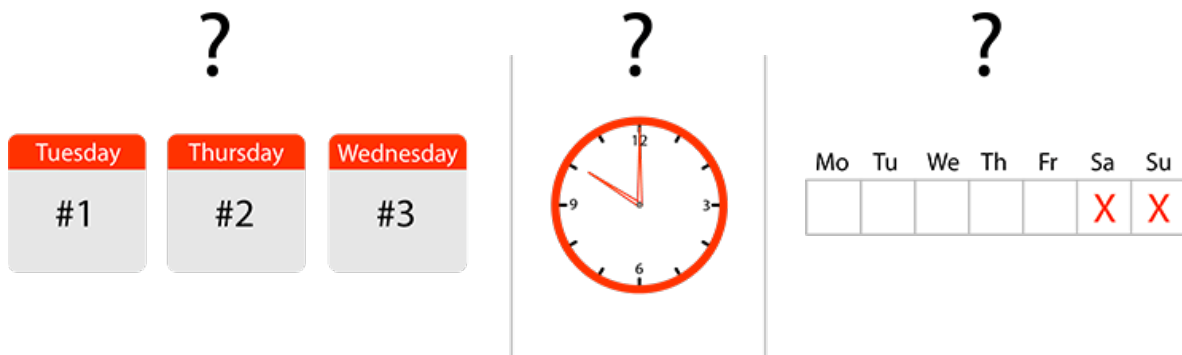 ? ? ?
Tuesday Thursday Wednesday
#1 #2 #3
12
9 3
6
Mo Tu We Th Fr Sa Su
X X